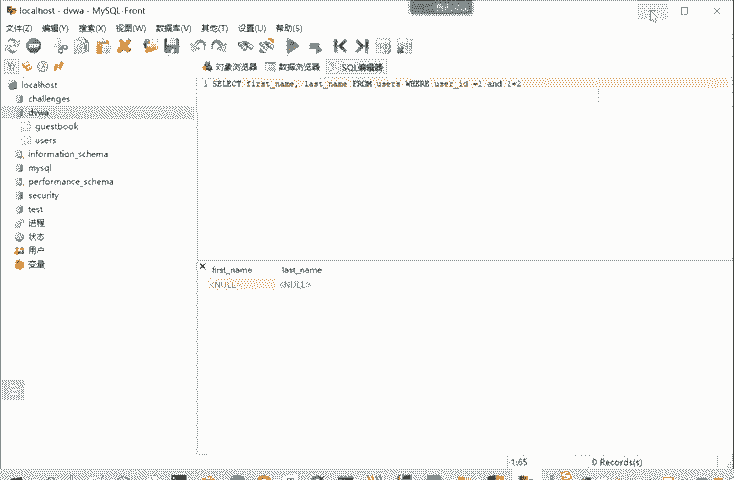 localhost - dvwa - MySQL-Front
文件(Z) 编辑(Y) 搜索(X) 视图(W) 数据库(V) 其他(T) 设置(U) 帮助(S)
对象浏览器 数据浏览器 SQL编辑器
localhost
challenges
dvwa
guestbook
users
information_schema
mysql
performance_schema
security
test
进程
状态
用户
变量
1 SELECT first_name, last_name FROM users WHERE user_id =1 and 1=2
first_name last_name
<NULL> <NULL>
1:65 0 Records(s)